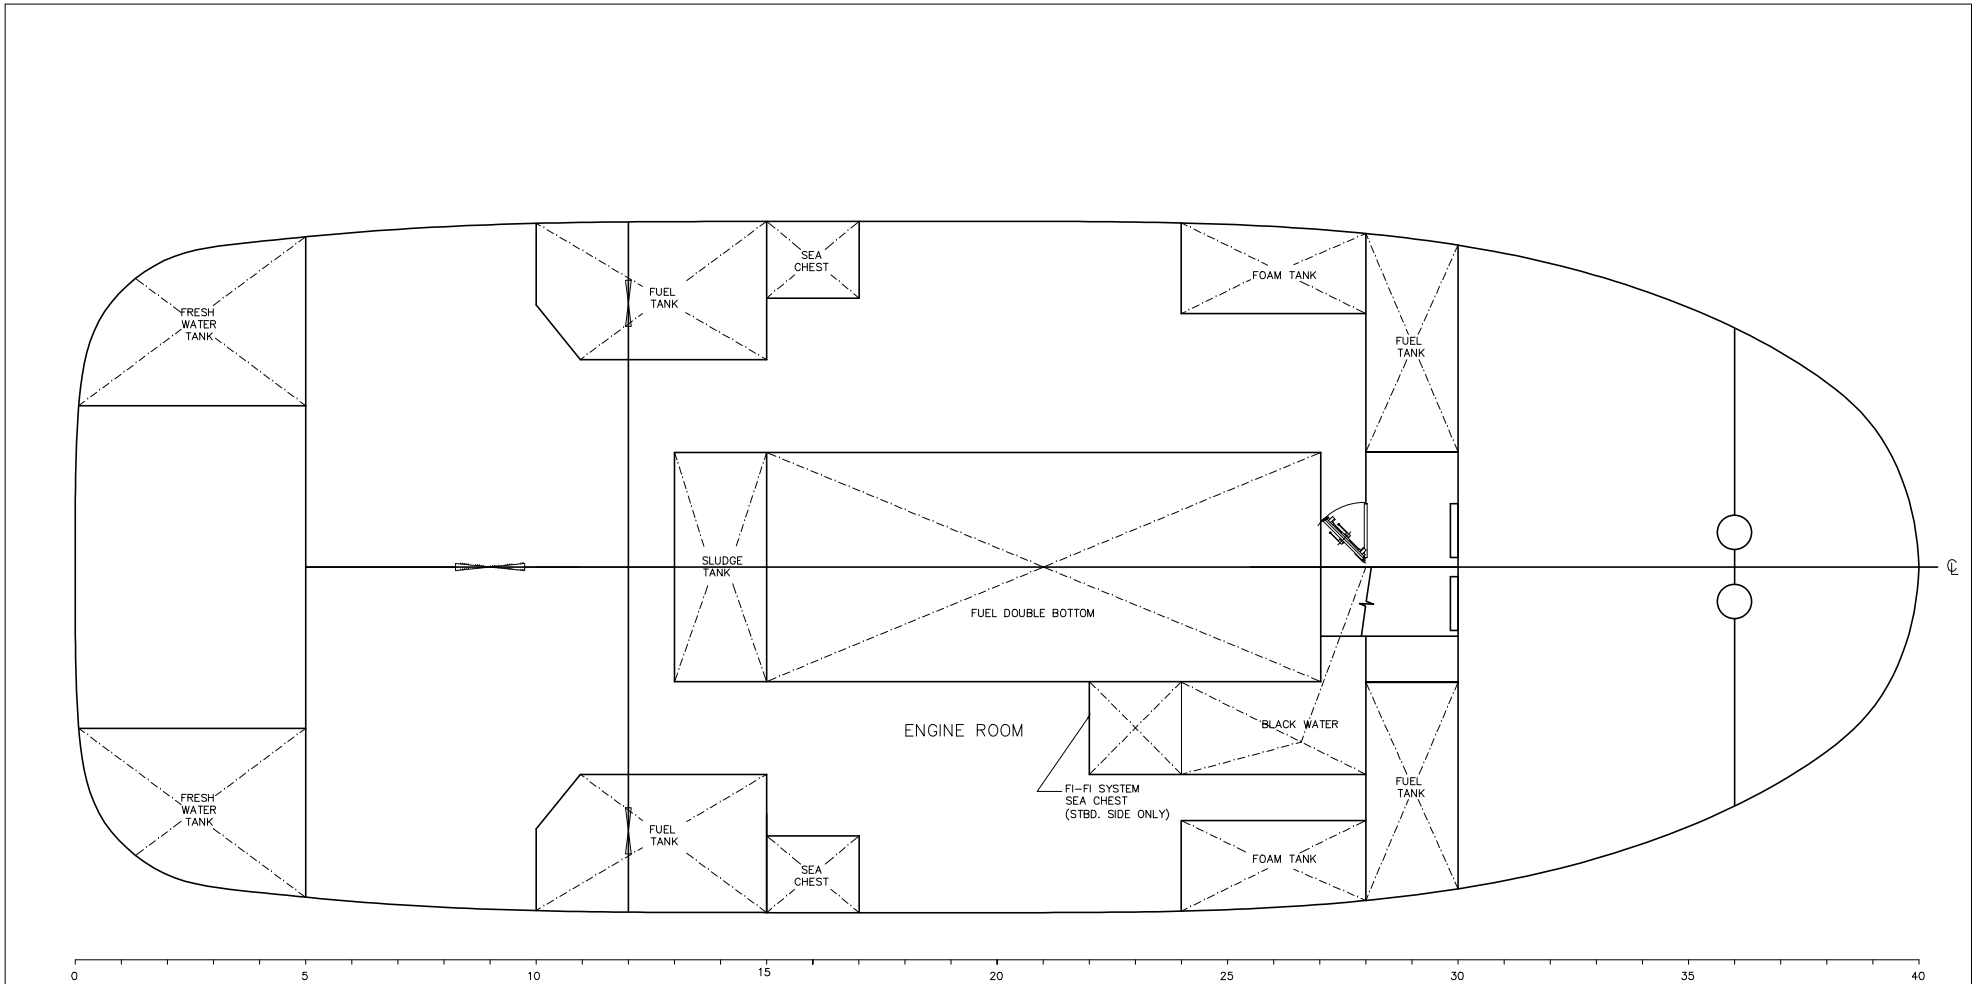 SEA
CHEST
FOAM TANK
FUEL
TANK
FRESH
WATER
TANK
FUEL
TANK
SLUDGE
TANK
℄
FUEL DOUBLE BOTTOM
ENGINE ROOM
BLACK WATER
FI-FI SYSTEM
SEA CHEST
(STBD. SIDE ONLY)
FUEL
TANK
FRESH
WATER
TANK
FUEL
TANK
FOAM TANK
SEA
CHEST
0 5 10 15 20 25 30 35 40